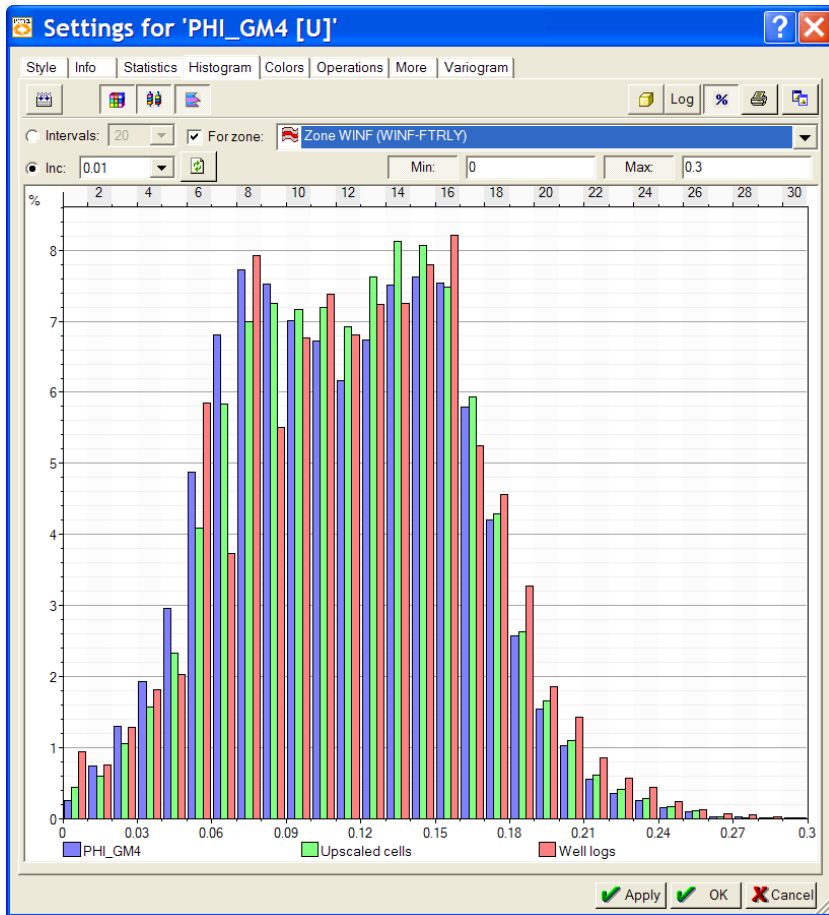 Settings for 'PHI_GM4 [U]'
Style Info Statistics Histogram Colors Operations More Variogram
Log %
Intervals: 20 For zone: Zone WINF (WINF-FTRLY)
Inc: 0.01 Min: 0 Max: 0.3
% 2 4 6 8 10 12 14 16 18 20 22 24 26 28 30
8
7
6
5
4
3
2
1
0
0 0.03 0.06 0.09 0.12 0.15 0.18 0.21 0.24 0.27 0.3
PHI_GM4 Upscaled cells Well logs
Apply OK Cancel